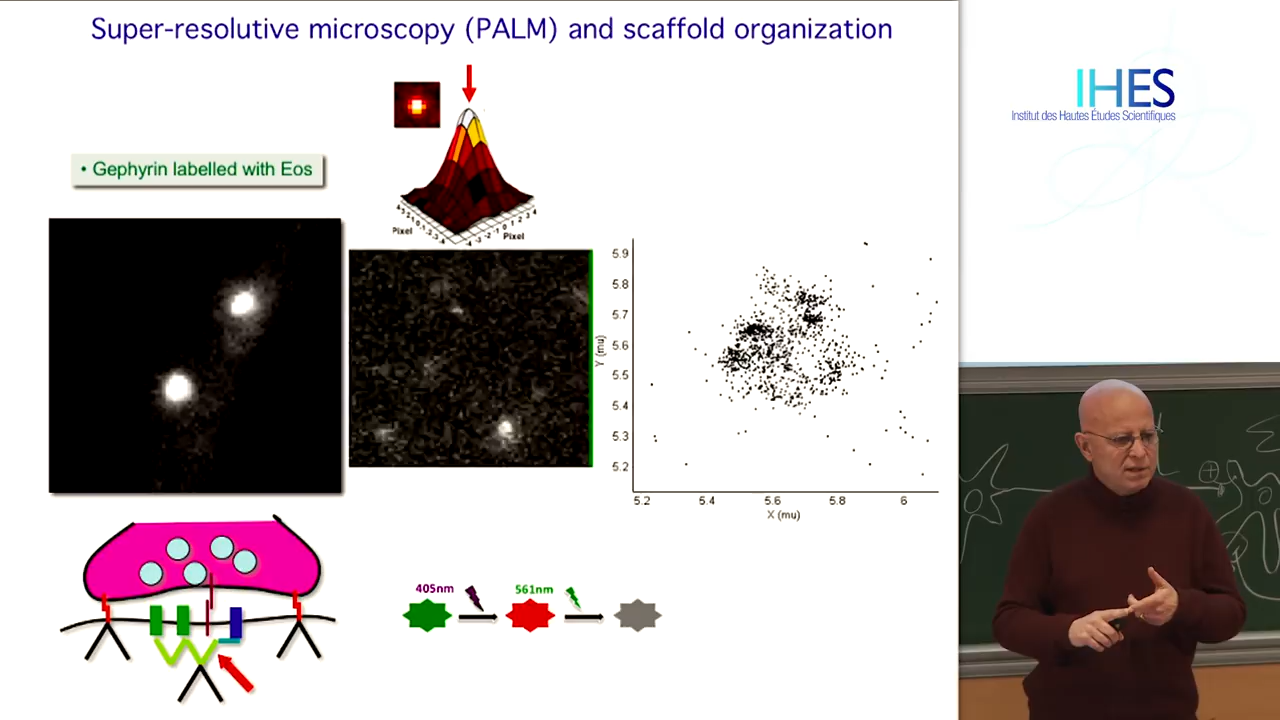 Super-resolutive microscopy (PALM) and scaffold organization
IHES
Institut des Hautes Études Scientifiques
• Gephyrin labelled with Eos
Pixel
Pixel
5.9
5.8
5.7
5.6
5.5
5.4
5.3
5.2
Y (mu)
5.2 5.4 5.6 5.8 6
X (mu)
405nm
561nm